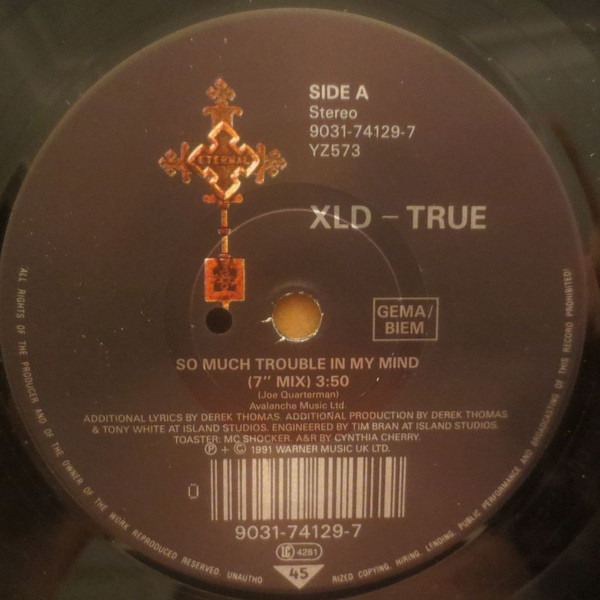 SIDE A
Stereo
9031-74129-7
YZ573
ETERNAL
XLD – TRUE
GEMA/
BIEM
SO MUCH TROUBLE IN MY MIND
(7" MIX) 3:50
(Joe Quarterman)
Avalanche Music Ltd.
ADDITIONAL LYRICS BY DEREK THOMAS. ADDITIONAL PRODUCTION BY DEREK THOMAS
& TONY WHITE AT ISLAND STUDIOS. ENGINEERED BY TIM BRAN AT ISLAND STUDIOS.
TOASTER: MC SHOCKER. A&R BY CYNTHIA CHERRY.
Ⓟ + © 1991 WARNER MUSIC UK LTD.
0
9031-74129-7
LC 4281
45
ALL RIGHTS OF THE PRODUCER AND OF THE OWNER OF THE WORK REPRODUCED RESERVED. UNAUTHO
RIZED COPYING, HIRING, LENDING, PUBLIC PERFORMANCE AND BROADCASTING OF THIS RECORD PROHIBITED!